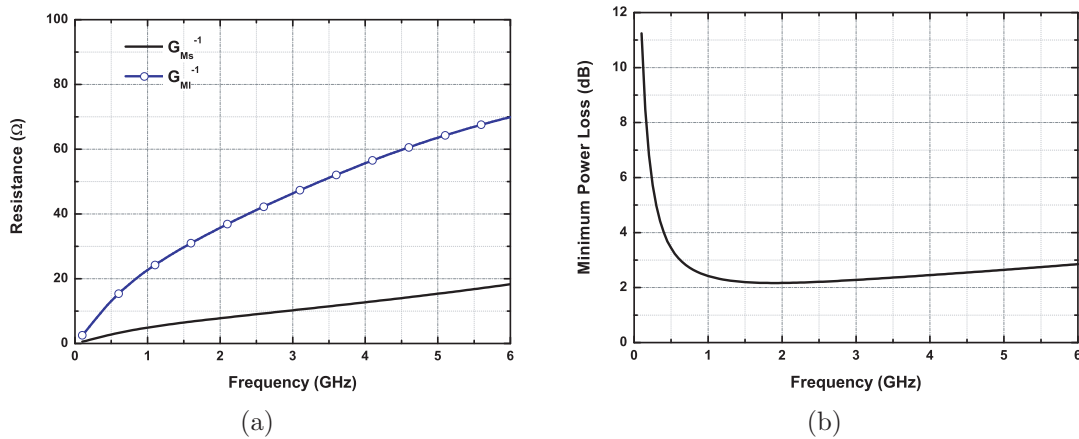 100
80
60
40
20
0
Resistance (Ω)
G_Ms^-1
G_Ml^-1
0 1 2 3 4 5 6
Frequency (GHz)
(a)
12
10
8
6
4
2
0
Minimum Power Loss (dB)
0 1 2 3 4 5 6
Frequency (GHz)
(b)